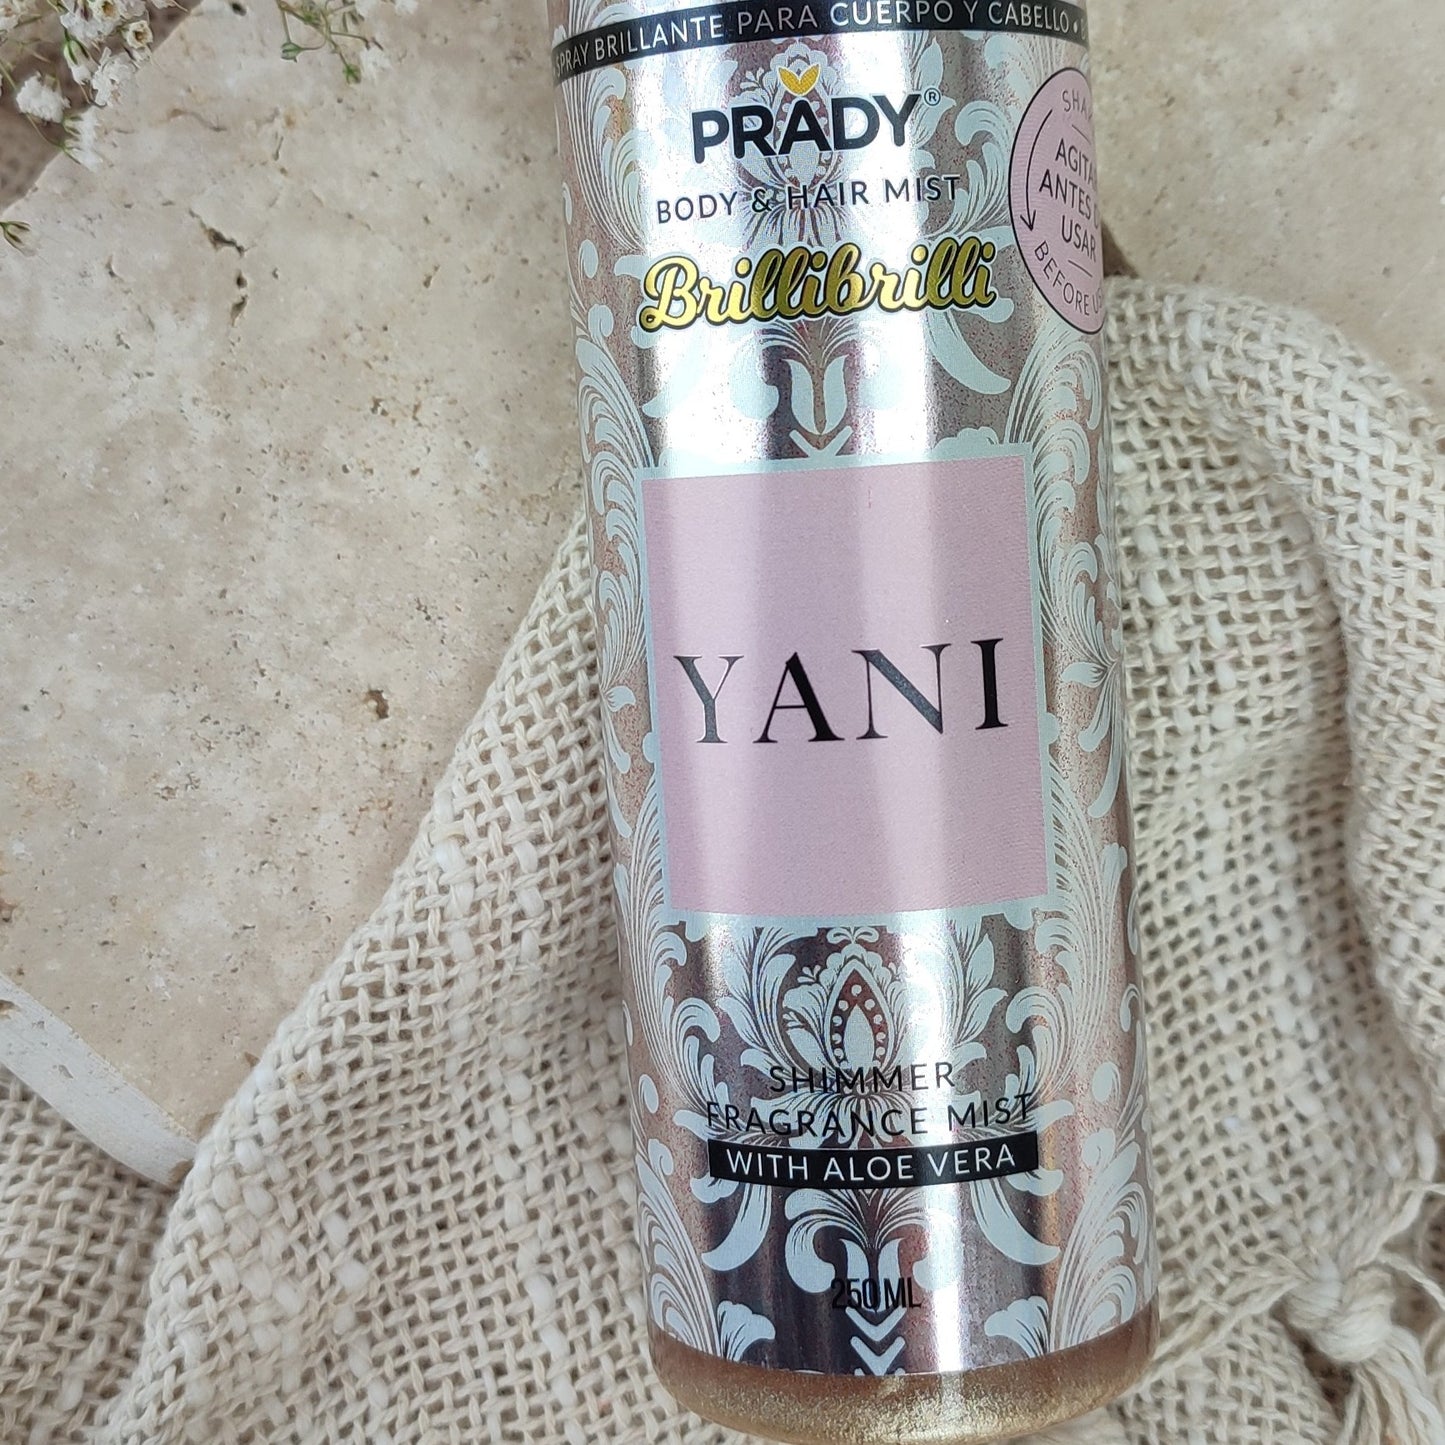 SPRAY BRILLANTE PARA CUERPO Y CABELLO •
PRADY®
BODY & HAIR MIST
Brillibrilli
ANTES
USAR
BEFORE
YANI
SHIMMER
FRAGRANCE MIST
WITH ALOE VERA
250 ML